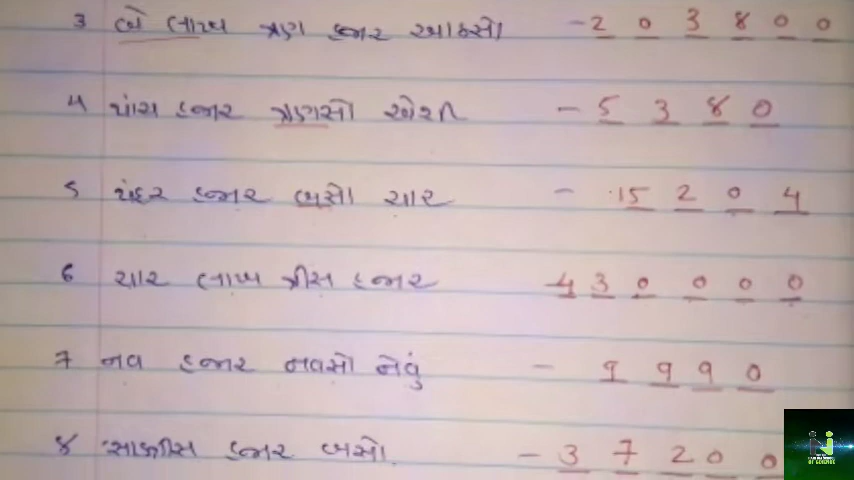 3 બે લાખ ત્રણ હજાર આઠસો - 2 0 3 8 0 0
૫ પાંચ હજાર ત્રણસો એંશી - 5 3 8 0
5 પંદર હજાર બસો ચાર - 15 2 0 4
6 ચાર લાખ ત્રીસ હજાર 4 3 0 0 0 0
7 નવ હજાર નવસો નેવું - 9 9 9 0
8 સાડત્રીસ હજાર બસો - 3 7 2 0 0